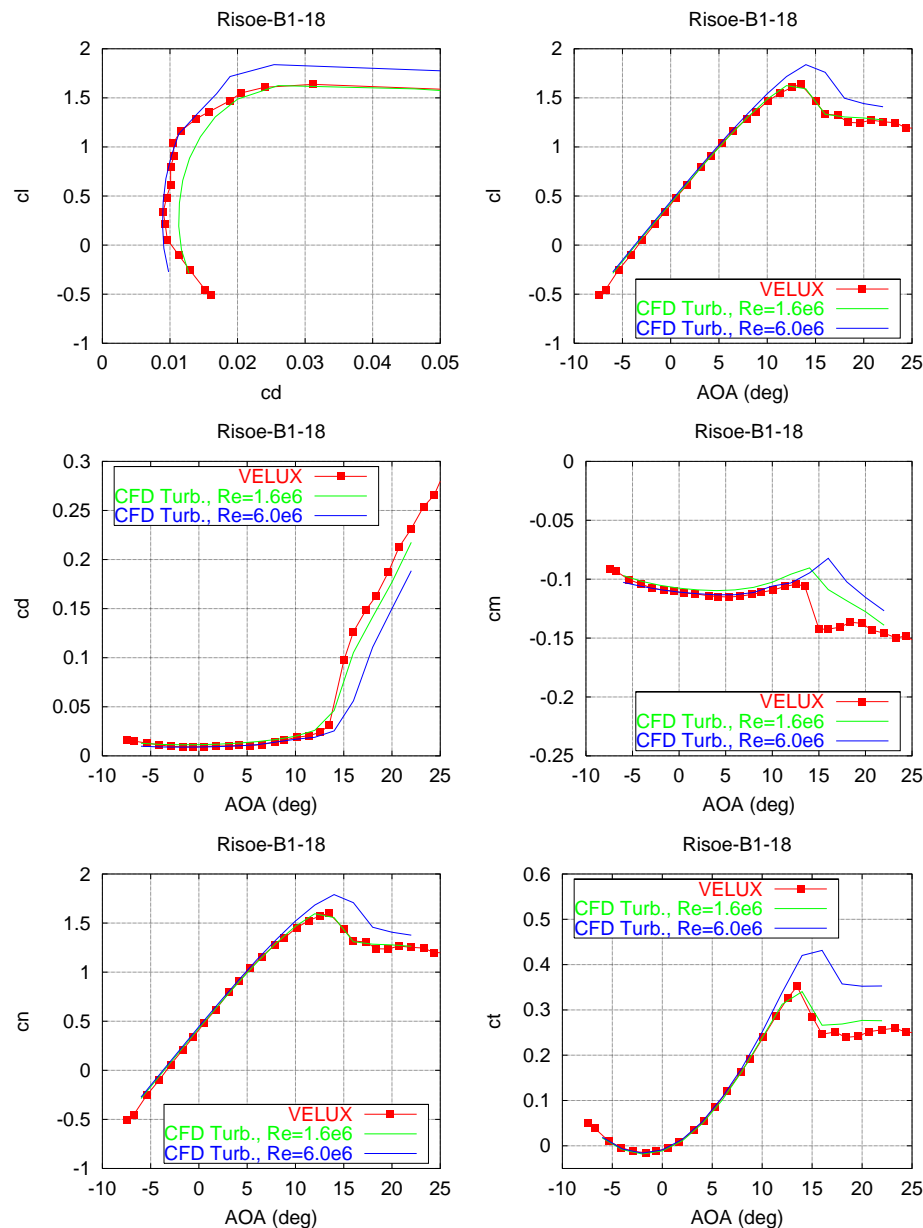 Risoe-B1-18
2
1.5
1
0.5
0
-0.5
-1
cl
0
0.01
0.02
0.03
0.04
0.05
cd
Risoe-B1-18
2
1.5
1
0.5
0
-0.5
-1
cl
VELUX
CFD Turb., Re=1.6e6
CFD Turb., Re=6.0e6
-10
-5
0
5
10
15
20
25
AOA (deg)
Risoe-B1-18
0.3
0.25
0.2
0.15
0.1
0.05
0
cd
VELUX
CFD Turb., Re=1.6e6
CFD Turb., Re=6.0e6
-10
-5
0
5
10
15
20
25
AOA (deg)
Risoe-B1-18
0
-0.05
-0.1
-0.15
-0.2
-0.25
cm
VELUX
CFD Turb., Re=1.6e6
CFD Turb., Re=6.0e6
-10
-5
0
5
10
15
20
25
AOA (deg)
Risoe-B1-18
2
1.5
1
0.5
0
-0.5
-1
cn
VELUX
CFD Turb., Re=1.6e6
CFD Turb., Re=6.0e6
-10
-5
0
5
10
15
20
25
AOA (deg)
Risoe-B1-18
0.6
0.5
0.4
0.3
0.2
0.1
0
ct
VELUX
CFD Turb., Re=1.6e6
CFD Turb., Re=6.0e6
-10
-5
0
5
10
15
20
25
AOA (deg)